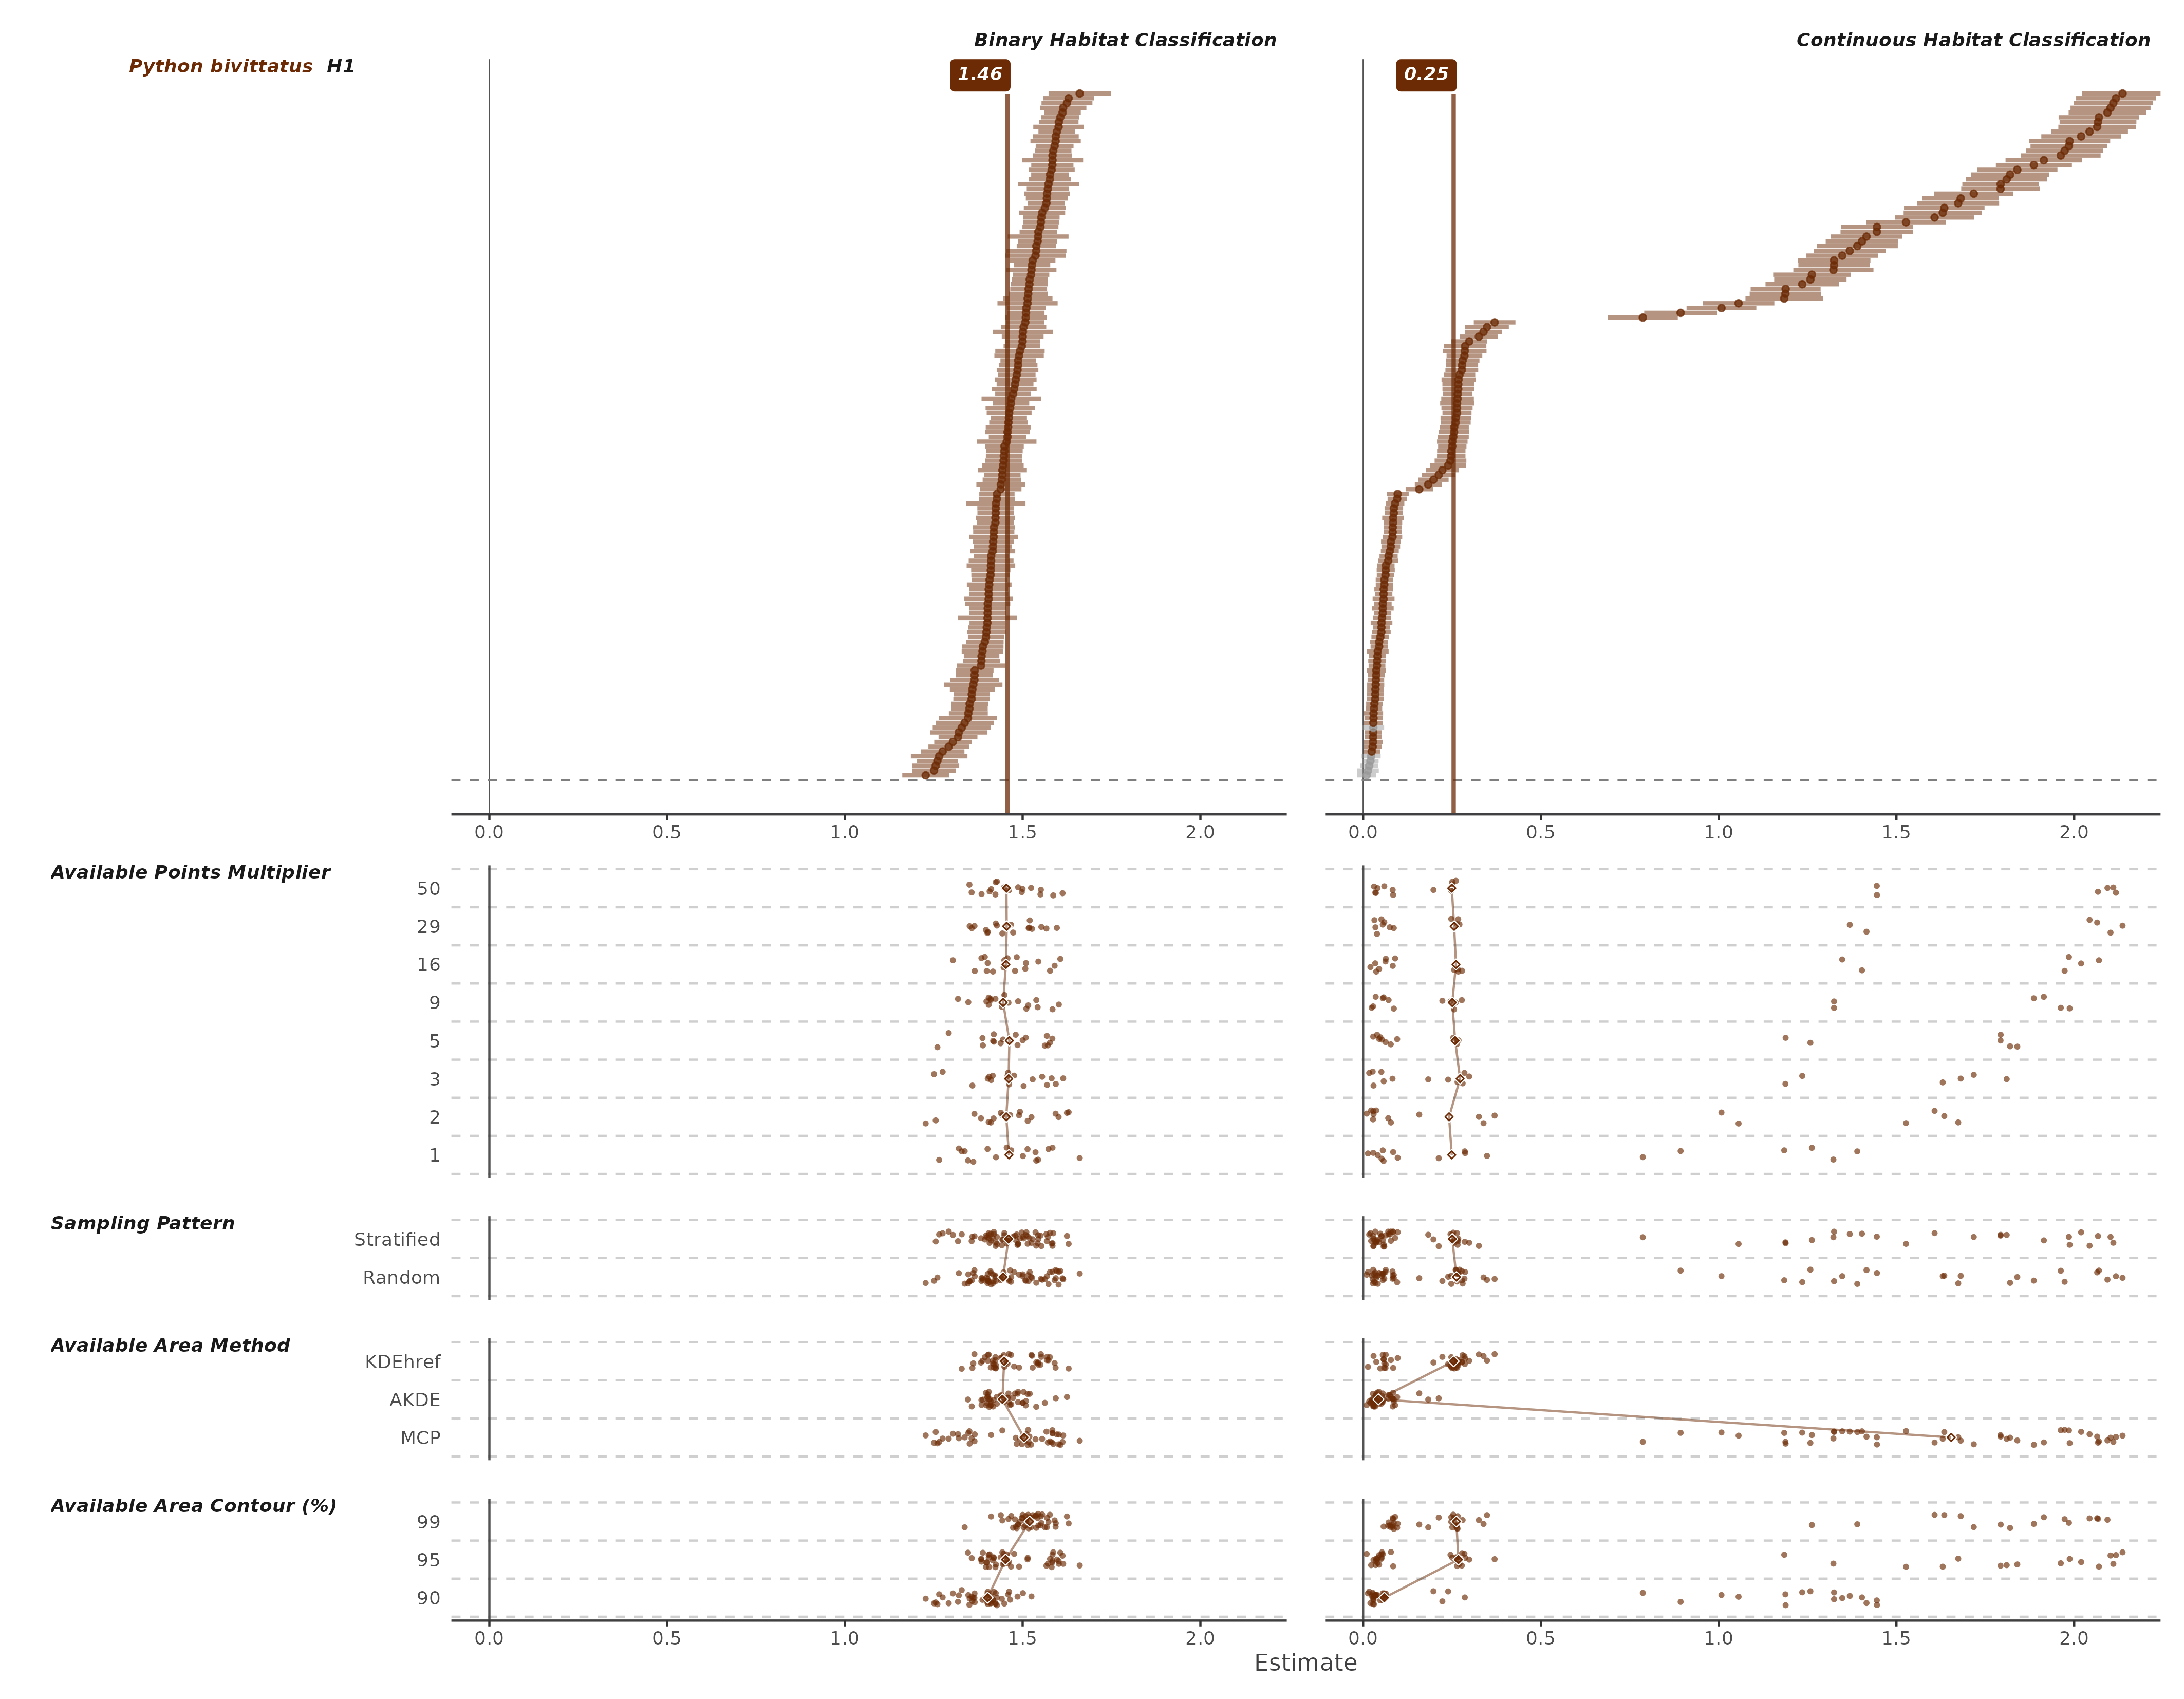 Binary Habitat Classification
Continuous Habitat Classification
Python bivittatus H1
1.46
0.25
0.0 0.5 1.0 1.5 2.0
0.0 0.5 1.0 1.5 2.0
Available Points Multiplier
50
29
16
9
5
3
2
1
Sampling Pattern
Stratified
Random
Available Area Method
KDEhref
AKDE
MCP
Available Area Contour (%)
99
95
90
0.0 0.5 1.0 1.5 2.0
0.0 0.5 1.0 1.5 2.0
Estimate